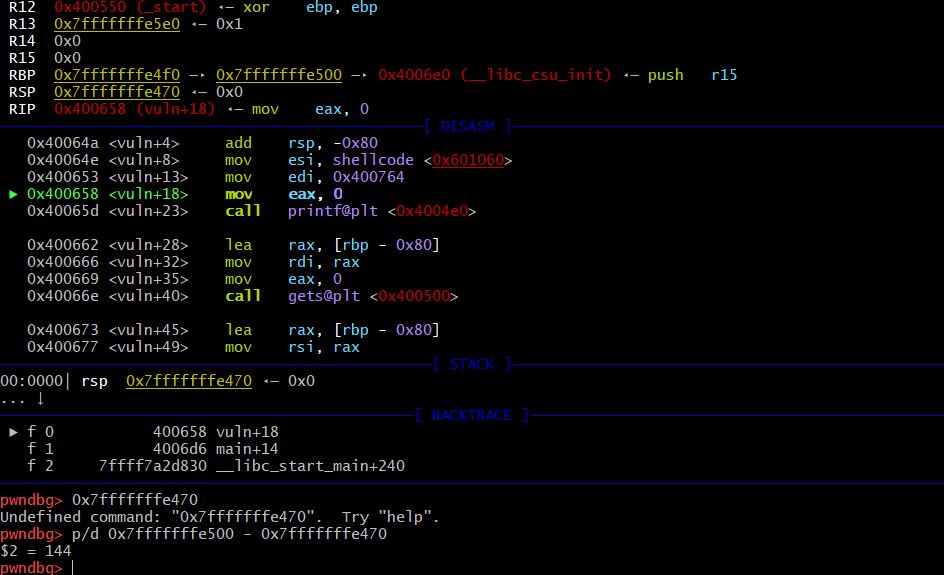 R12  0x400550 (_start) ◂— xor    ebp, ebp
R13  0x7fffffffe5e0 ◂— 0x1
R14  0x0
R15  0x0
RBP  0x7fffffffe4f0 —▸ 0x7fffffffe500 —▸ 0x4006e0 (__libc_csu_init) ◂— push   r15
RSP  0x7fffffffe470 ◂— 0x0
RIP  0x400658 (vuln+18) ◂— mov    eax, 0
[ DISASM ]
0x40064a <vuln+4>     add    rsp, -0x80
0x40064e <vuln+8>     mov    esi, shellcode <0x601060>
0x400653 <vuln+13>    mov    edi, 0x400764
► 0x400658 <vuln+18>    mov    eax, 0
0x40065d <vuln+23>    call   printf@plt <0x4004e0>
0x400662 <vuln+28>    lea    rax, [rbp - 0x80]
0x400666 <vuln+32>    mov    rdi, rax
0x400669 <vuln+35>    mov    eax, 0
0x40066e <vuln+40>    call   gets@plt <0x400500>
0x400673 <vuln+45>    lea    rax, [rbp - 0x80]
0x400677 <vuln+49>    mov    rsi, rax
[ STACK ]
00:0000│ rsp  0x7fffffffe470 ◂— 0x0
... ↓
[ BACKTRACE ]
► f 0           400658 vuln+18
f 1           4006d6 main+14
f 2     7ffff7a2d830 __libc_start_main+240
pwndbg> 0x7fffffffe470
Undefined command: "0x7fffffffe470".  Try "help".
pwndbg> p/d 0x7fffffffe500 - 0x7fffffffe470
$2 = 144
pwndbg>